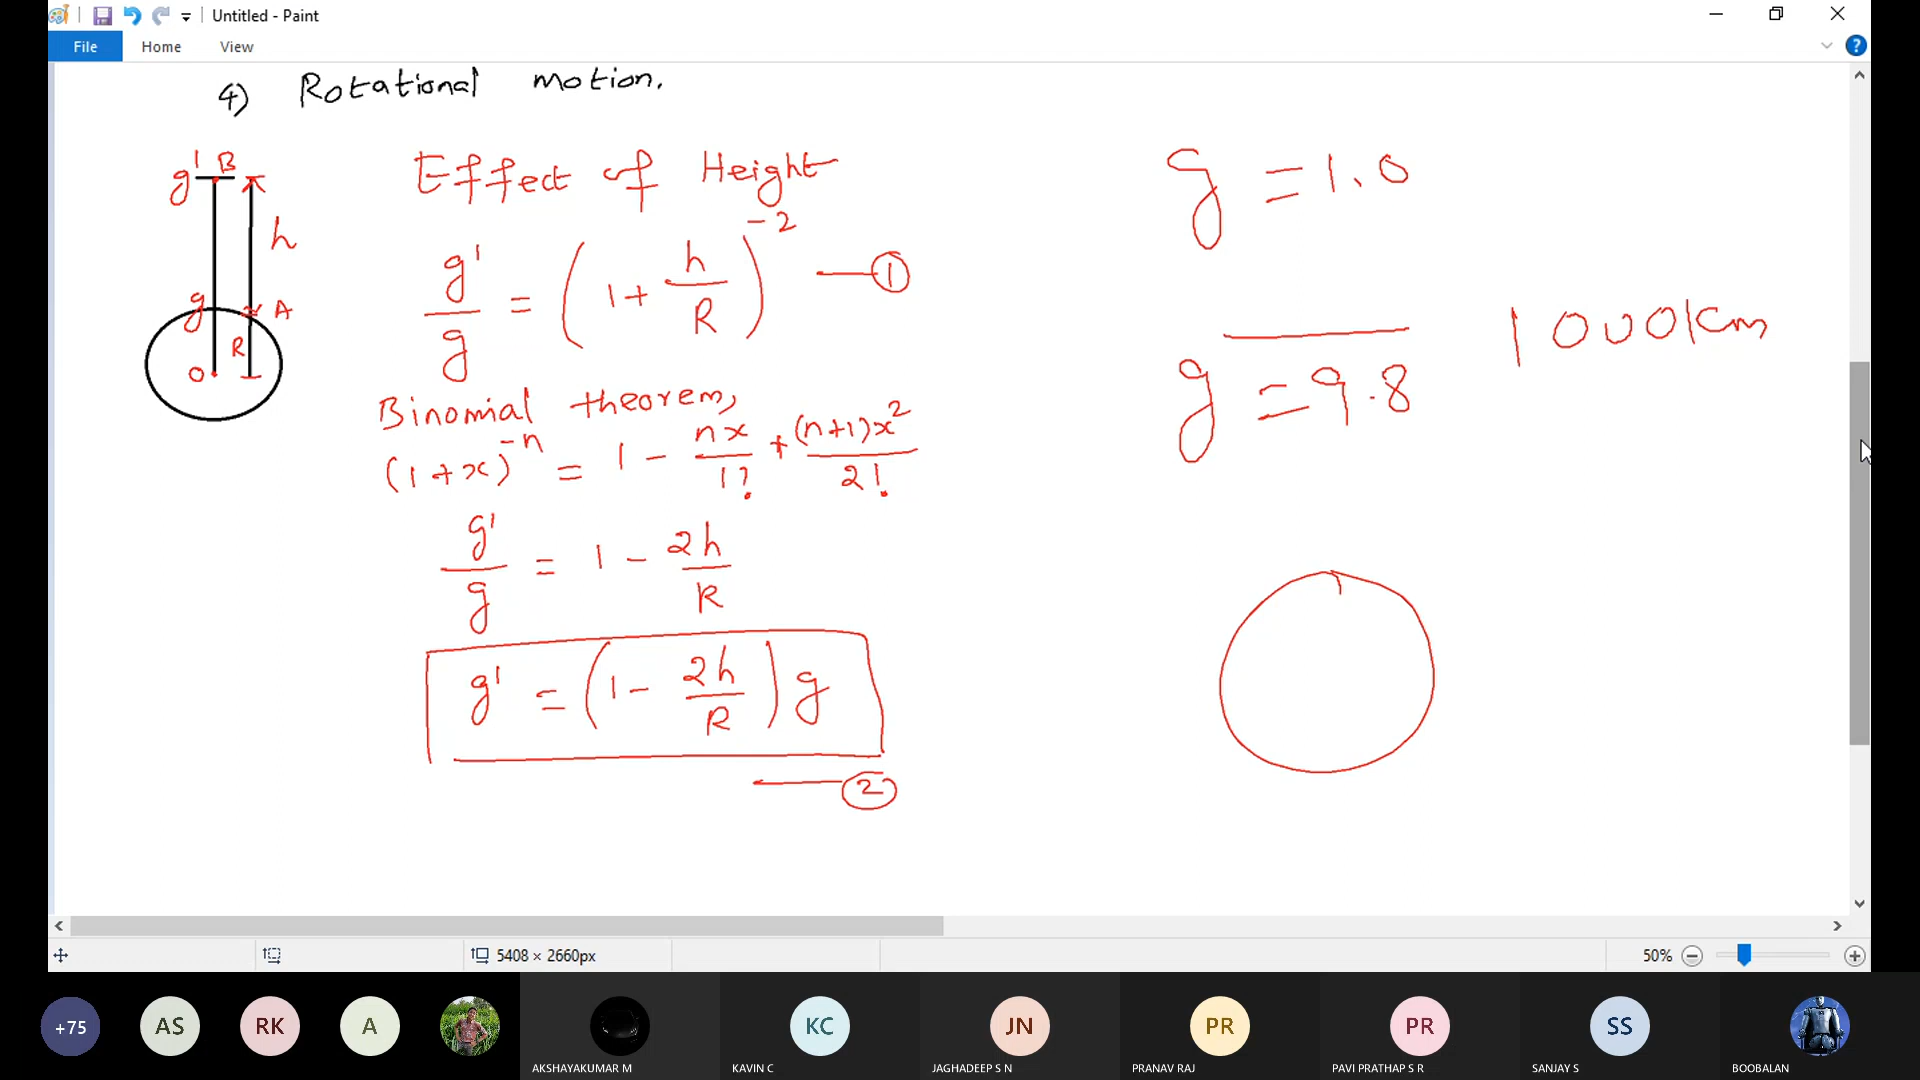 Untitled - Paint
File Home View
4) Rotational motion.
g' B
h
g A
R
O
Effect of Height
g'/g = (1 + h/R)^-2 — ①
Binomial theorem,
(1+x)^-n = 1 - nx/1! + (n+1)x^2/2!
g'/g = 1 - 2h/R
g' = (1 - 2h/R) g
— ②
g = 1.0
1000km
g = 9.8
5408 × 2660px
50%
+75 AS RK A KC JN PR PR SS
AKSHAYAKUMAR M KAVIN C JAGHADEEP S N PRANAV RAJ PAVI PRATHAP S R SANJAY S BOOBALAN